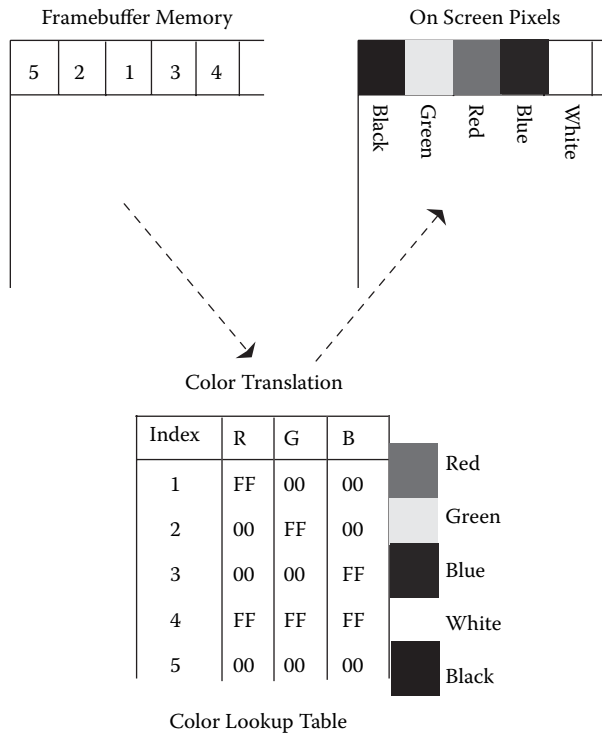 Framebuffer Memory
On Screen Pixels
5 2 1 3 4
Black
Green
Red
Blue
White
Color Translation
Index R G B
1 FF 00 00 Red
2 00 FF 00 Green
3 00 00 FF Blue
4 FF FF FF White
5 00 00 00 Black
Color Lookup Table